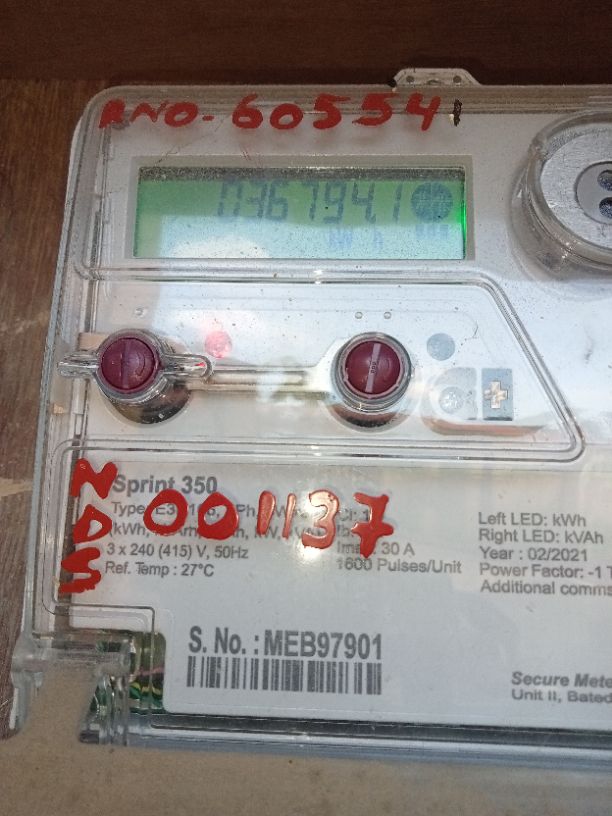 RNO-605541
036794.1
Sprint 350
NDS 001137
3 x 240 (415) V, 50Hz
30 A
Ref. Temp : 27°C
1600 Pulses/Unit
Left LED: kWh
Right LED: kVAh
Year : 02/2021
Power Factor: -1
Additional comms
S. No. : MEB97901
Secure Mete
Unit II, Bated